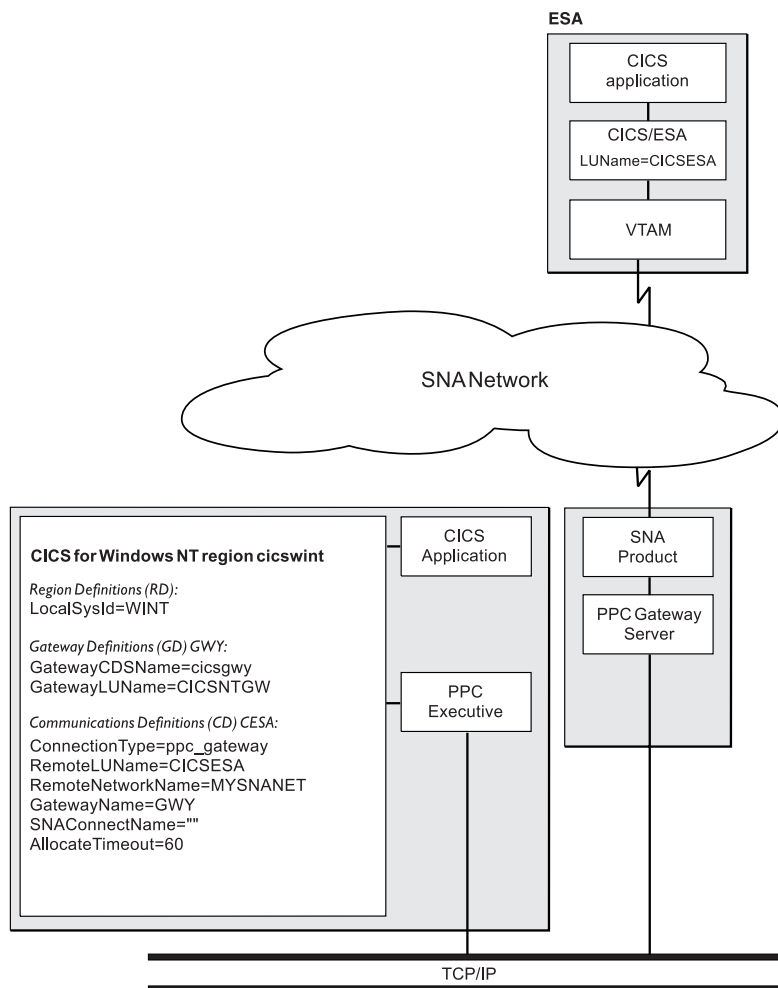 ESA
CICS
application
CICS/ESA
LUName=CICSESA
VTAM
SNA Network
CICS for Windows NT region cicswint
Region Definitions (RD):
LocalSysId=WINT
Gateway Definitions (GD) GWY:
GatewayCDSName=cicsgwy
GatewayLUName=CICSNTGW
Communications Definitions (CD) CESA:
ConnectionType=ppc_gateway
RemoteLUName=CICSESA
RemoteNetworkName=MYSNANET
GatewayName=GWY
SNAConnectName=""
AllocateTimeout=60
CICS
Application
PPC
Executive
SNA
Product
PPC Gateway
Server
TCP/IP